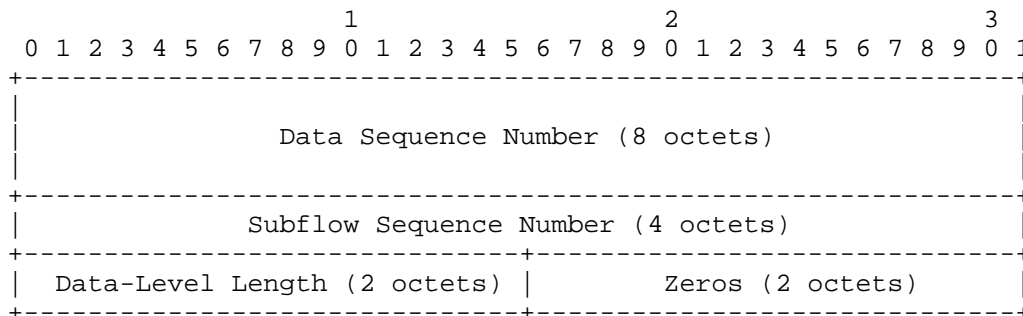 1 2 3
0 1 2 3 4 5 6 7 8 9 0 1 2 3 4 5 6 7 8 9 0 1 2 3 4 5 6 7 8 9 0 1
Data Sequence Number (8 octets)
Subflow Sequence Number (4 octets)
Data-Level Length (2 octets) Zeros (2 octets)